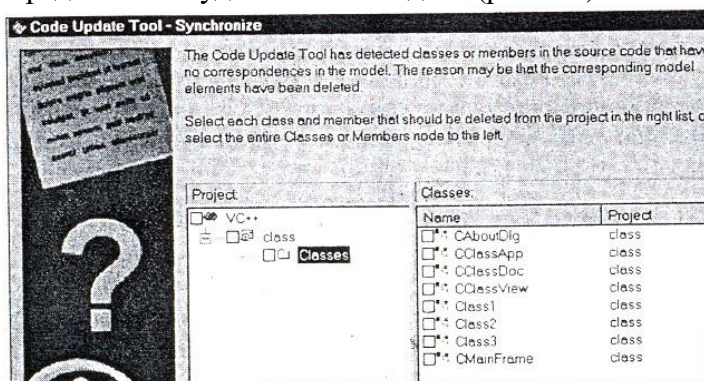 Code Update Tool - Synchronize
The Code Update Tool has detected classes or members in the source code that have
no correspondences in the model. The reason may be that the corresponding model
elements have been deleted.
Select each class and member that should be deleted from the project in the right list, o
select the entire Classes or Members node to the left.
Project:
VC++
class
Classes
Classes:
Name Project
CAboutDlg class
CClassApp class
CClassDoc class
CClassView class
Class1 class
Class2 class
Class3 class
CMainFrame class